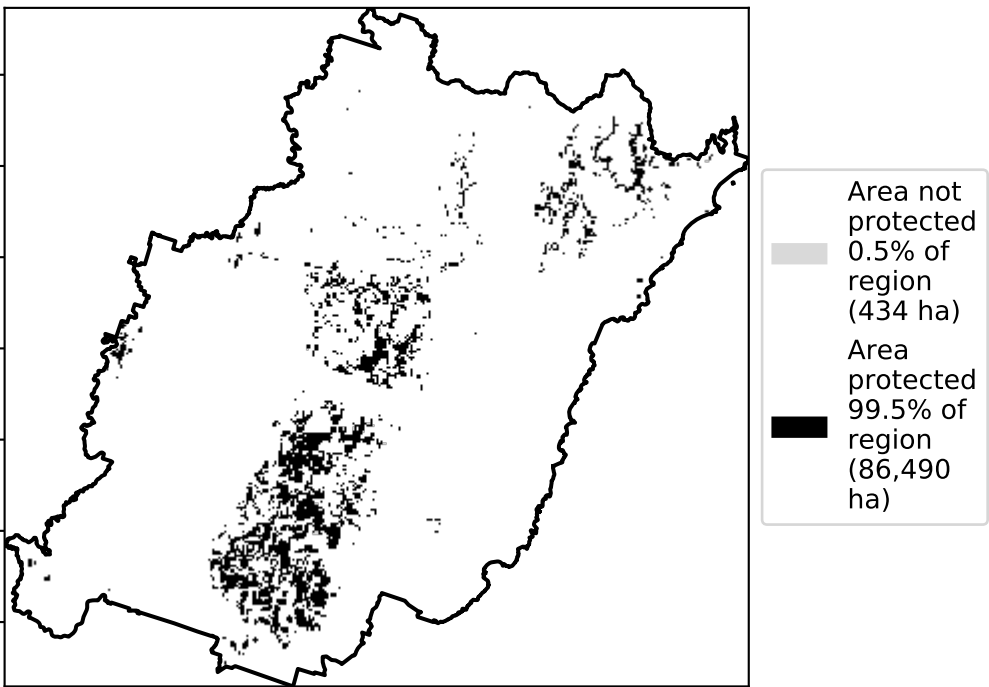 Area not
protected
0.5% of
region
(434 ha)
Area
protected
99.5% of
region
(86,490
ha)